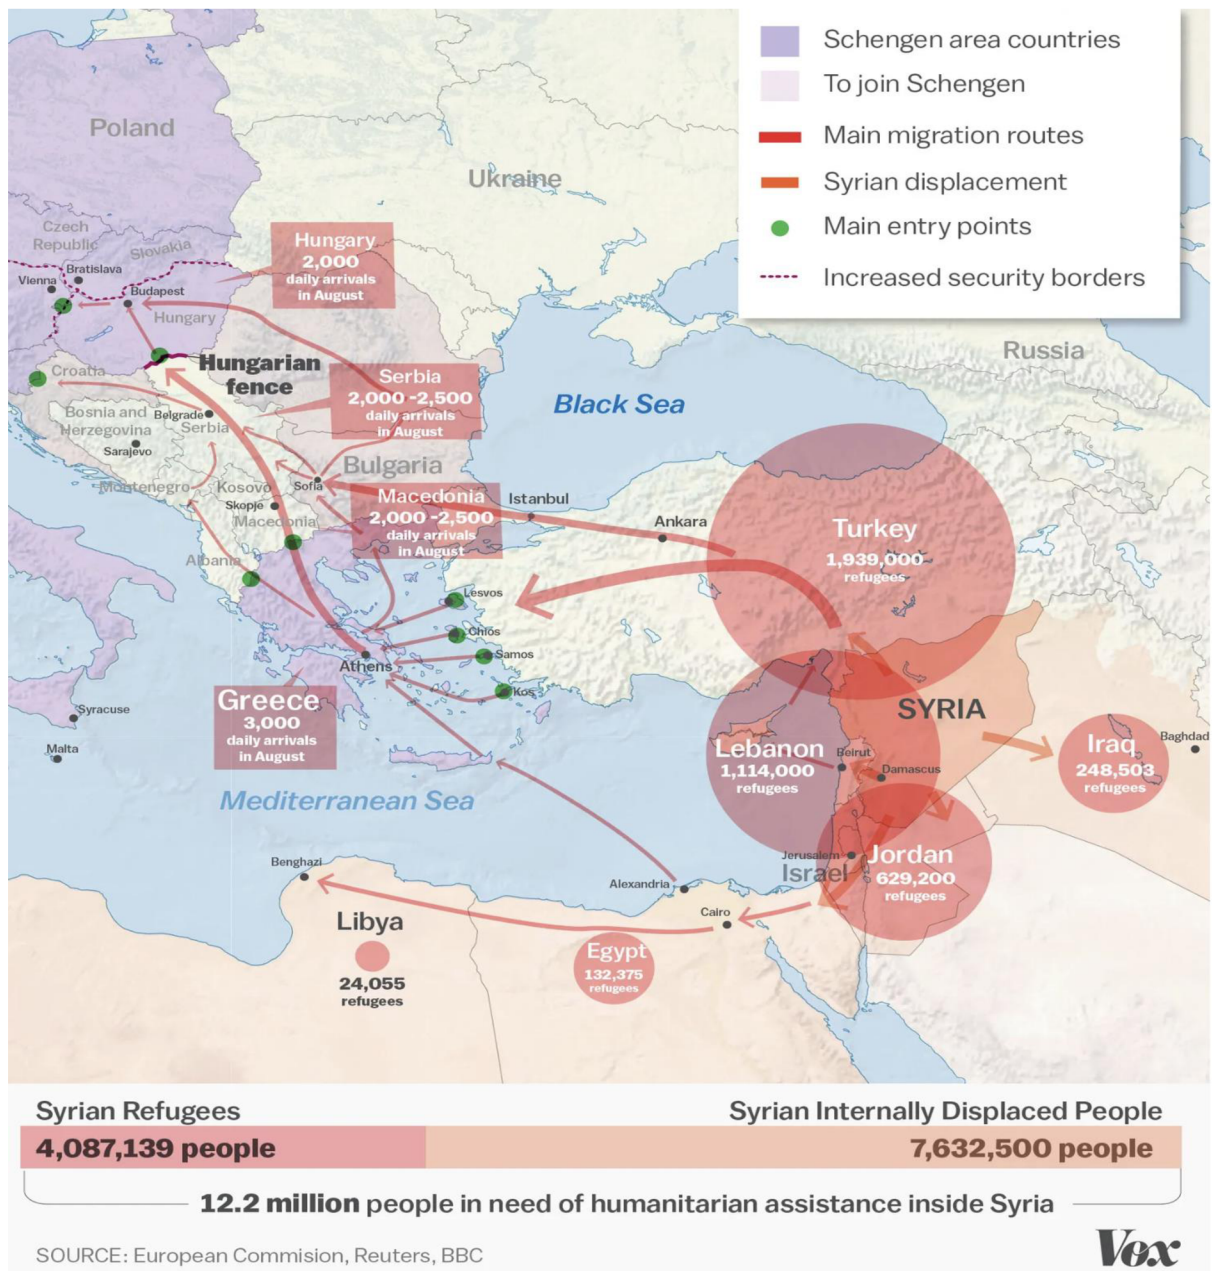 Schengen area countries
To join Schengen
Main migration routes
Syrian displacement
Main entry points
Increased security borders
Poland
Ukraine
Czech
Republic
Slovakia
Hungary
2,000
daily arrivals
in August
Bratislava
Vienna
Budapest
Hungary
Russia
Hungarian
fence
Croatia
Serbia
2,000 -2,500
daily arrivals
in August
Black Sea
Bosnia and
Herzegovina
Belgrade
Serbia
Sarajevo
Bulgaria
Montenegro
Kosovo
Sofia
Skopje
Macedonia
Macedonia
2,000 -2,500
daily arrivals
in August
Istanbul
Ankara
Turkey
1,939,000
refugees
Albania
Lesvos
Chios
Samos
Kos
Athens
Greece
3,000
daily arrivals
in August
Syracuse
Malta
SYRIA
Lebanon
1,114,000
refugees
Beirut
Damascus
Iraq
248,503
refugees
Baghdad
Mediterranean Sea
Jerusalem
Israel
Jordan
629,200
refugees
Benghazi
Alexandria
Cairo
Libya
24,055
refugees
Egypt
132,375
refugees
Syrian Refugees
4,087,139 people
Syrian Internally Displaced People
7,632,500 people
12.2 million people in need of humanitarian assistance inside Syria
SOURCE: European Commision, Reuters, BBC
Vox